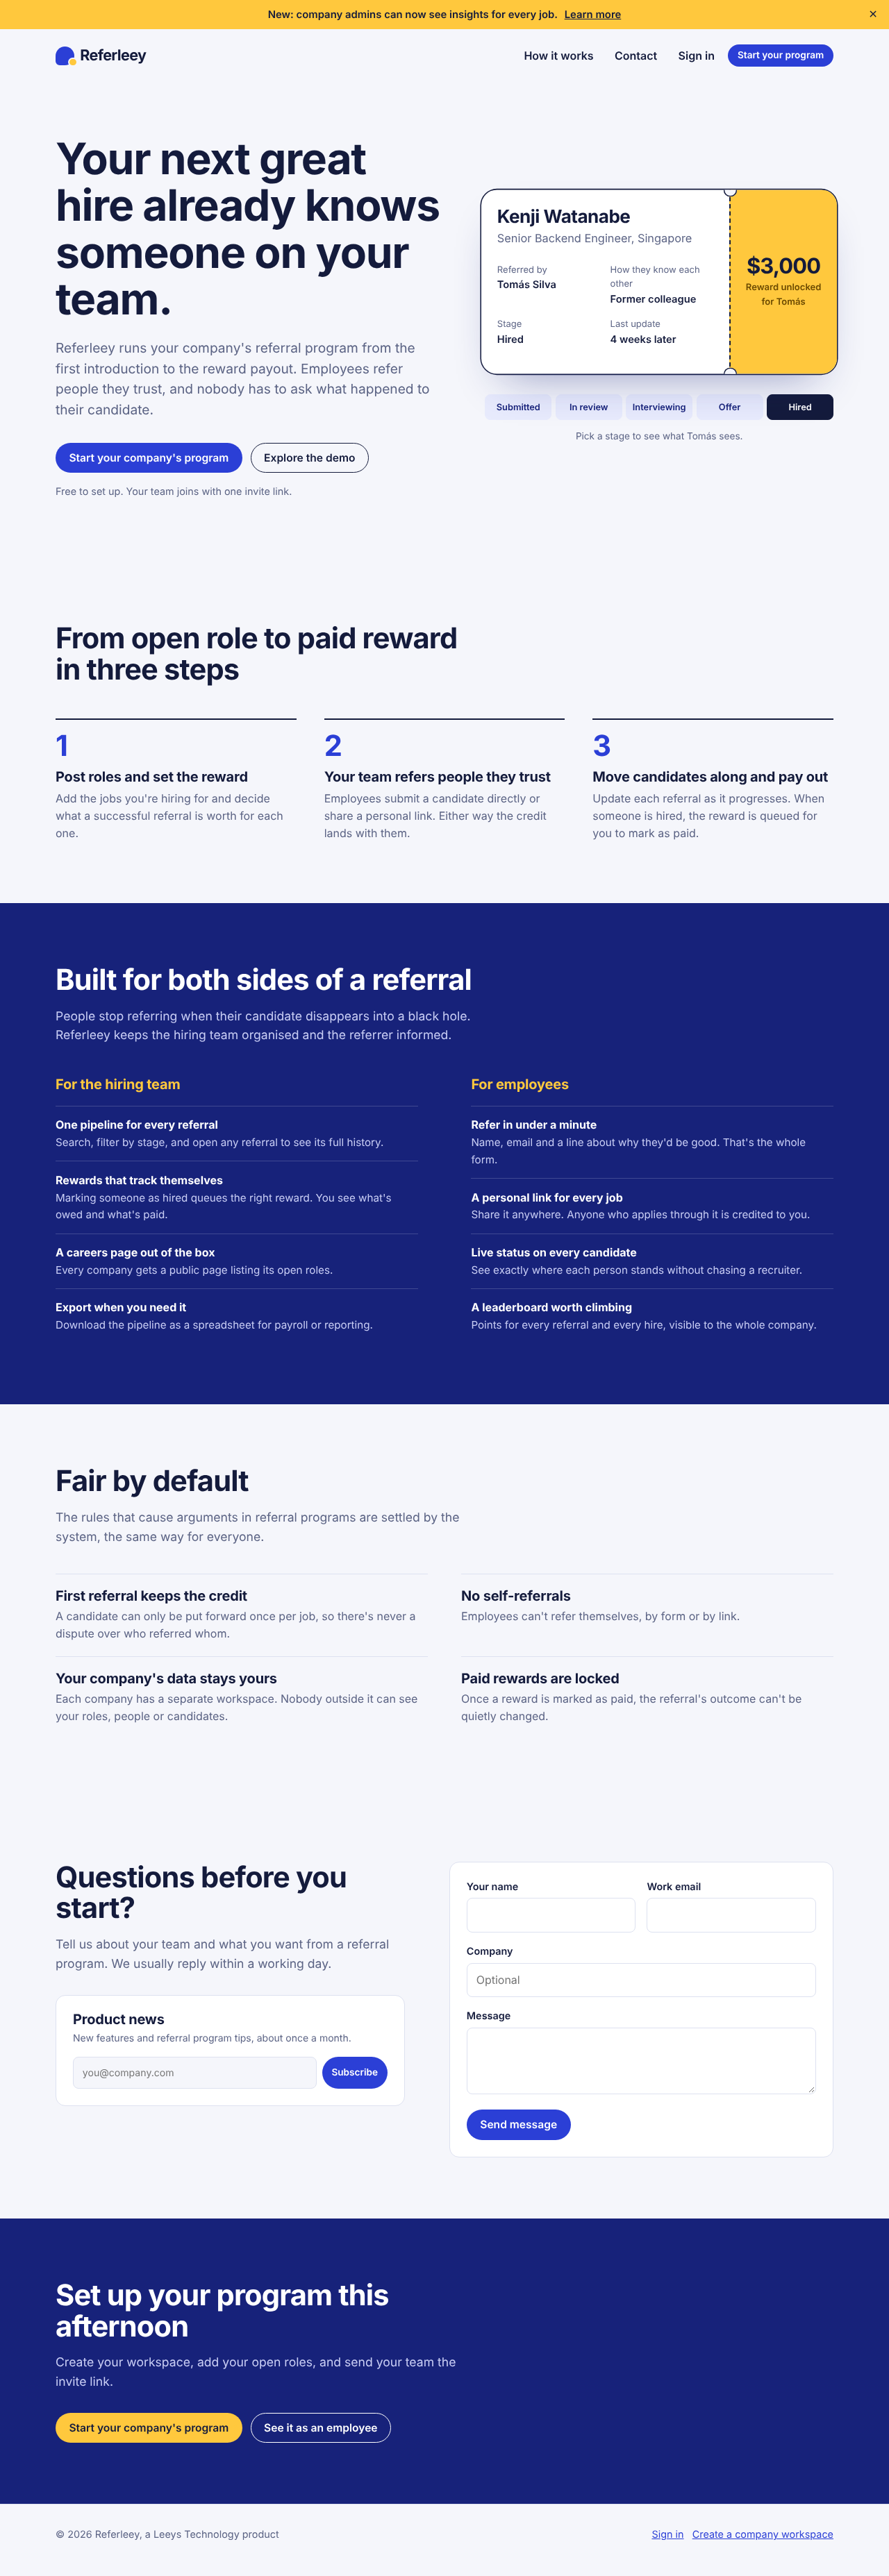 New: company admins can now see insights for every job. Learn more ✕
Referleey
How it works Contact Sign in Start your program
Your next great
hire already knows
someone on your
team.
Referleey runs your company's referral program from the
first introduction to the reward payout. Employees refer
people they trust, and nobody has to ask what happened to
their candidate.
Start your company's program Explore the demo
Free to set up. Your team joins with one invite link.
Kenji Watanabe
Senior Backend Engineer, Singapore
Referred by
Tomás Silva
How they know each
other
Former colleague
Stage
Hired
Last update
4 weeks later
$3,000
Reward unlocked
for Tomás
Submitted In review Interviewing Offer Hired
Pick a stage to see what Tomás sees.
From open role to paid reward
in three steps
1
Post roles and set the reward
Add the jobs you're hiring for and decide
what a successful referral is worth for each
one.
2
Your team refers people they trust
Employees submit a candidate directly or
share a personal link. Either way the credit
lands with them.
3
Move candidates along and pay out
Update each referral as it progresses. When
someone is hired, the reward is queued for
you to mark as paid.
Built for both sides of a referral
People stop referring when their candidate disappears into a black hole.
Referleey keeps the hiring team organised and the referrer informed.
For the hiring team
One pipeline for every referral
Search, filter by stage, and open any referral to see its full history.
Rewards that track themselves
Marking someone as hired queues the right reward. You see what's
owed and what's paid.
A careers page out of the box
Every company gets a public page listing its open roles.
Export when you need it
Download the pipeline as a spreadsheet for payroll or reporting.
For employees
Refer in under a minute
Name, email and a line about why they'd be good. That's the whole
form.
A personal link for every job
Share it anywhere. Anyone who applies through it is credited to you.
Live status on every candidate
See exactly where each person stands without chasing a recruiter.
A leaderboard worth climbing
Points for every referral and every hire, visible to the whole company.
Fair by default
The rules that cause arguments in referral programs are settled by the
system, the same way for everyone.
First referral keeps the credit
A candidate can only be put forward once per job, so there's never a
dispute over who referred whom.
No self-referrals
Employees can't refer themselves, by form or by link.
Your company's data stays yours
Each company has a separate workspace. Nobody outside it can see
your roles, people or candidates.
Paid rewards are locked
Once a reward is marked as paid, the referral's outcome can't be
quietly changed.
Questions before you
start?
Tell us about your team and what you want from a referral
program. We usually reply within a working day.
Product news
New features and referral program tips, about once a month.
you@company.com Subscribe
Your name Work email
Company
Optional
Message
Send message
Set up your program this
afternoon
Create your workspace, add your open roles, and send your team the
invite link.
Start your company's program See it as an employee
© 2026 Referleey, a Leeys Technology product
Sign in Create a company workspace